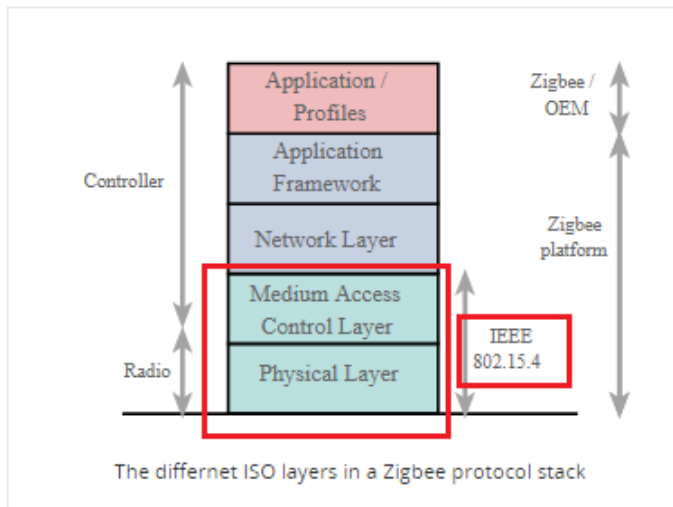 Application /
Profiles
Application
Framework
Network Layer
Medium Access
Control Layer
Physical Layer
Controller
Radio
IEEE
802.15.4
Zigbee /
OEM
Zigbee
platform
The differnet ISO layers in a Zigbee protocol stack